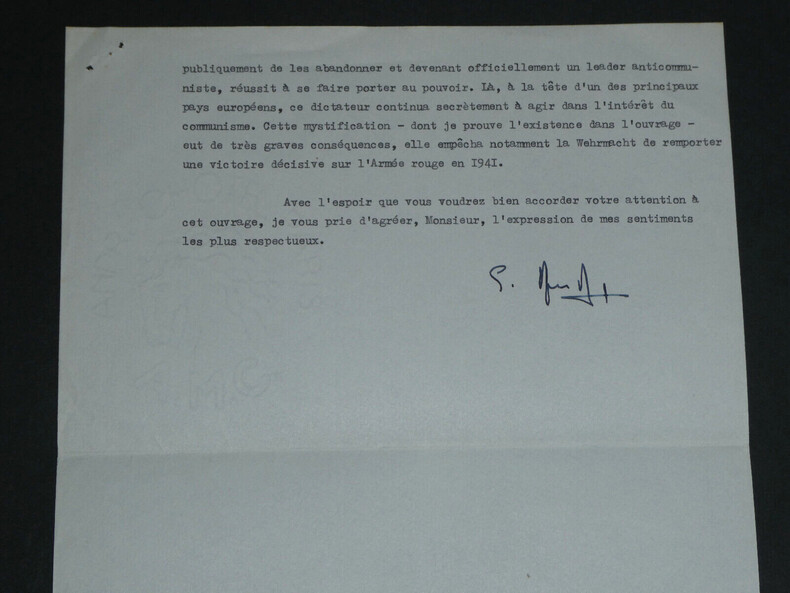 publiquement de les abandonner et devenant officiellement un leader anticommu-
niste, réussit à se faire porter au pouvoir. Là, à la tête d'un des principaux
pays européens, ce dictateur continua secrètement à agir dans l'intérêt du
communisme. Cette mystification - dont je prouve l'existence dans l'ouvrage -
eut de très graves conséquences, elle empêcha notamment la Wehrmacht de remporter
une victoire décisive sur l'Armée rouge en I94I.
Avec l'espoir que vous voudrez bien accorder votre attention à
cet ouvrage, je vous prie d'agréer, Monsieur, l'expression de mes sentiments
les plus respectueux.